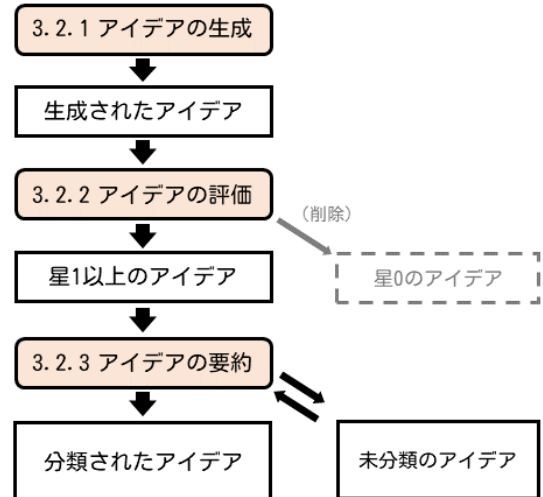 3.2.1 アイデアの生成
生成されたアイデア
3.2.2 アイデアの評価
(削除)
星1以上のアイデア
星0のアイデア
3.2.3 アイデアの要約
分類されたアイデア
未分類のアイデア